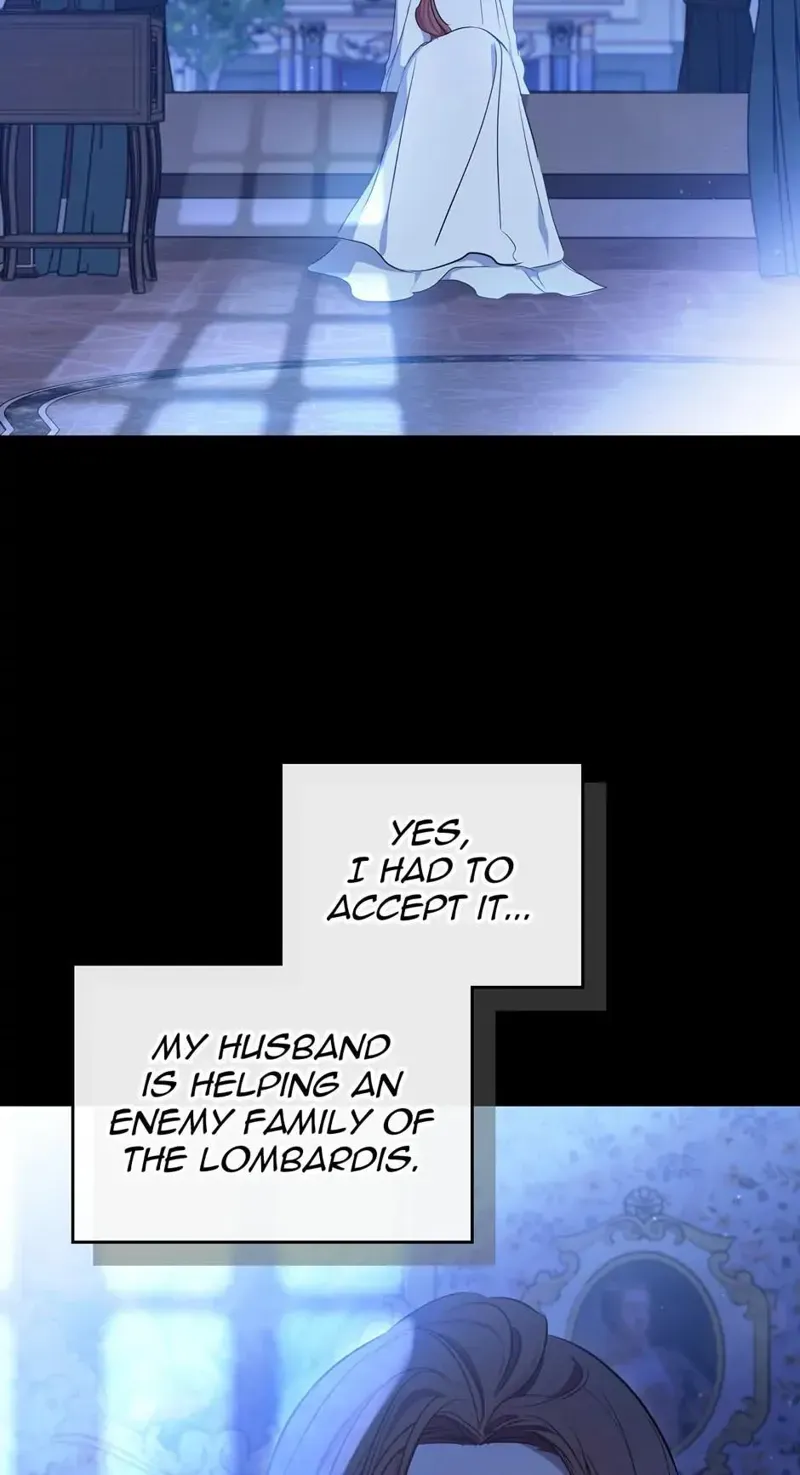 YES,
I HAD TO
ACCEPT IT...
MY HUSBAND
IS HELPING AN
ENEMY FAMILY OF
THE LOMBARDIS.